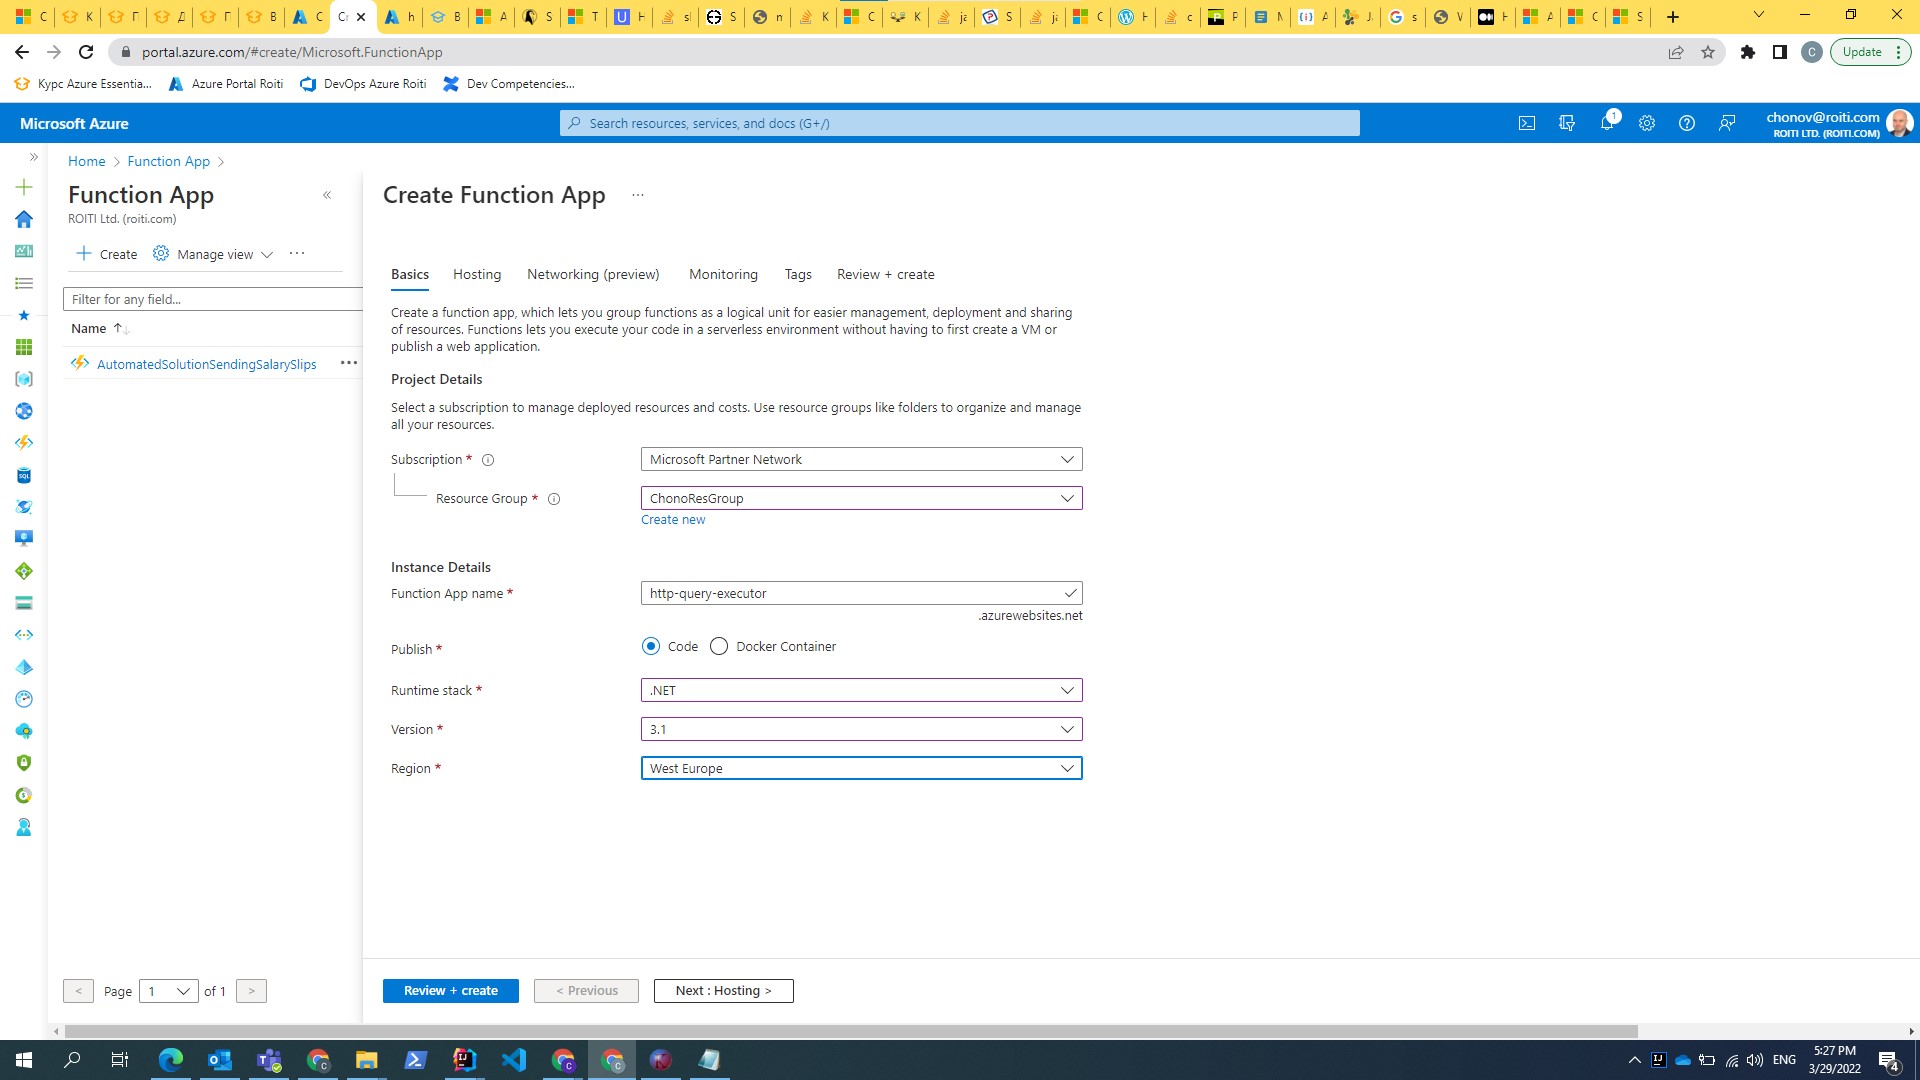 portal.azure.com/#create/Microsoft.FunctionApp
Update
Курс Azure Essentia...
Azure Portal Roiti
DevOps Azure Roiti
Dev Competencies...
Microsoft Azure
Search resources, services, and docs (G+/)
1
chonov@roiti.com
ROITI LTD. (ROITI.COM)
Home
Function App
Function App
ROITI Ltd. (roiti.com)
Create
Manage view
Filter for any field...
Name
AutomatedSolutionSendingSalarySlips
Page
1
of 1
Create Function App
Basics
Hosting
Networking (preview)
Monitoring
Tags
Review + create
Create a function app, which lets you group functions as a logical unit for easier management, deployment and sharing
of resources. Functions lets you execute your code in a serverless environment without having to first create a VM or
publish a web application.
Project Details
Select a subscription to manage deployed resources and costs. Use resource groups like folders to organize and manage
all your resources.
Subscription *
Microsoft Partner Network
Resource Group *
ChonoResGroup
Create new
Instance Details
Function App name *
http-query-executor
.azurewebsites.net
Publish *
Code
Docker Container
Runtime stack *
.NET
Version *
3.1
Region *
West Europe
Review + create
< Previous
Next : Hosting >
ENG
5:27 PM
3/29/2022
4